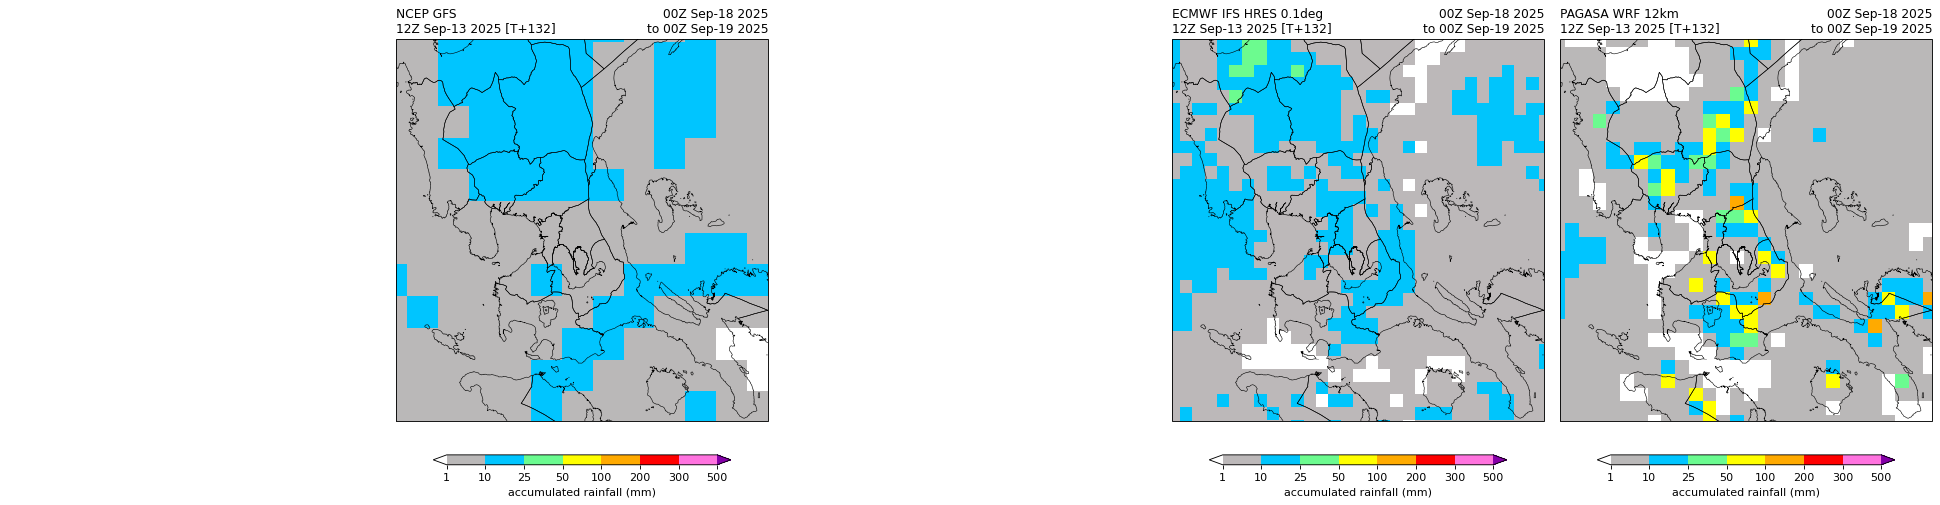 NCEP GFS 00Z Sep-18 2025
12Z Sep-13 2025 [T+132] to 00Z Sep-19 2025
ECMWF IFS HRES 0.1deg 00Z Sep-18 2025
12Z Sep-13 2025 [T+132] to 00Z Sep-19 2025
PAGASA WRF 12km 00Z Sep-18 2025
12Z Sep-13 2025 [T+132] to 00Z Sep-19 2025
1 10 25 50 100 200 300 500
accumulated rainfall (mm)
1 10 25 50 100 200 300 500
accumulated rainfall (mm)
1 10 25 50 100 200 300 500
accumulated rainfall (mm)